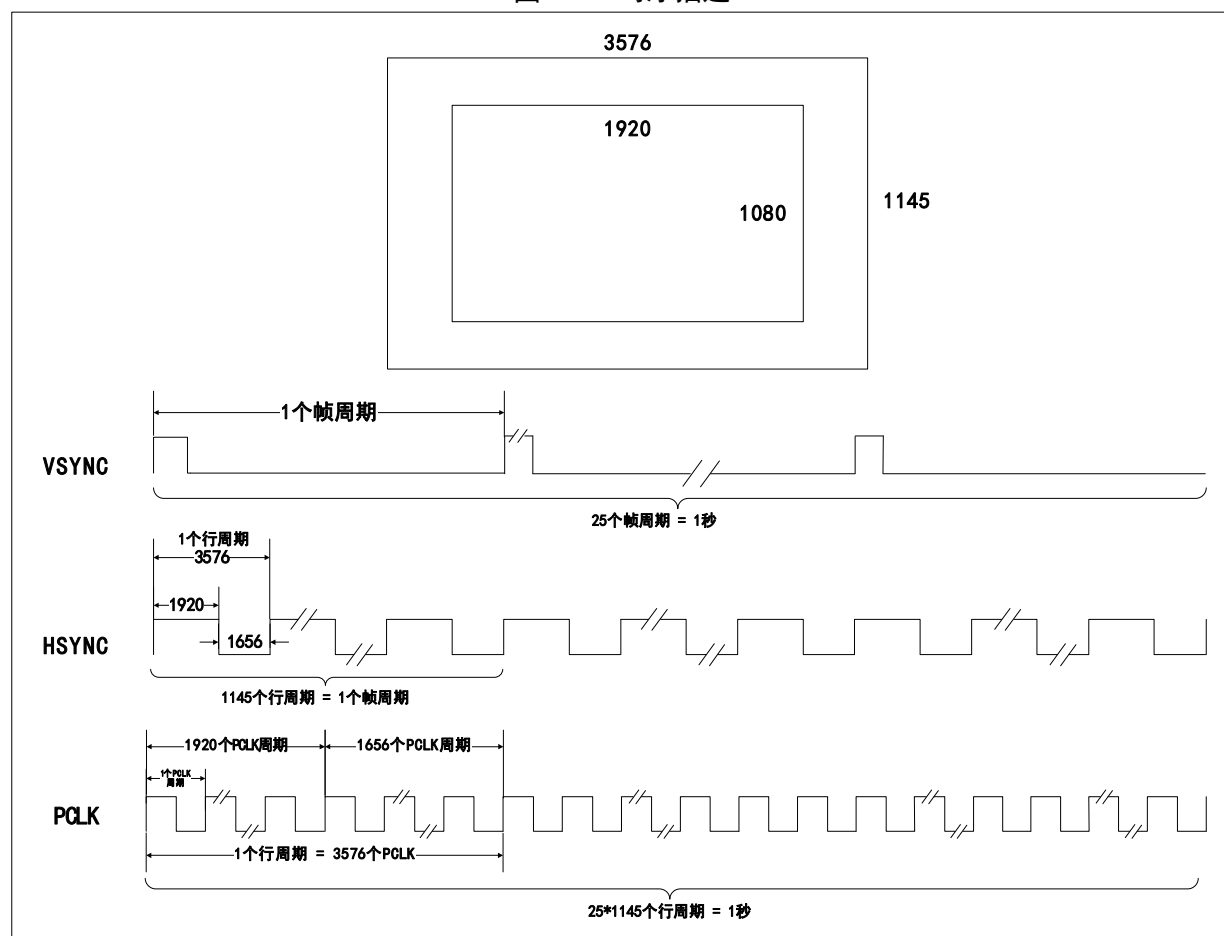 3576
1920
1080
1145
1个帧周期
VSYNC
25个帧周期 = 1秒
1个行周期
3576
1920
1656
HSYNC
1145个行周期 = 1个帧周期
1920个PCLK周期
1656个PCLK周期
1个PCLK
周期
PCLK
1个行周期 = 3576个PCLK
25*1145个行周期 = 1秒